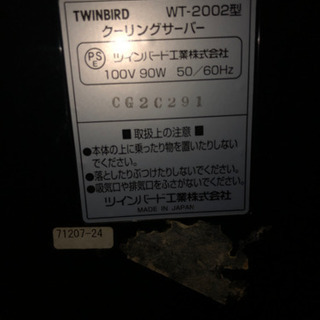 TWINBIRD WT-2002型
クーリングサーバー
PSE ツインバード工業株式会社
100V 90W 50/60Hz
CG2C291
■取扱上の注意■
●本体の上に乗ったり物を置いたりしない
でください。
●落としたりぶつけたりしないでください。
●吸気口や排気口をふさがないでください。
ツインバード工業株式会社
MADE IN JAPAN
71207-24